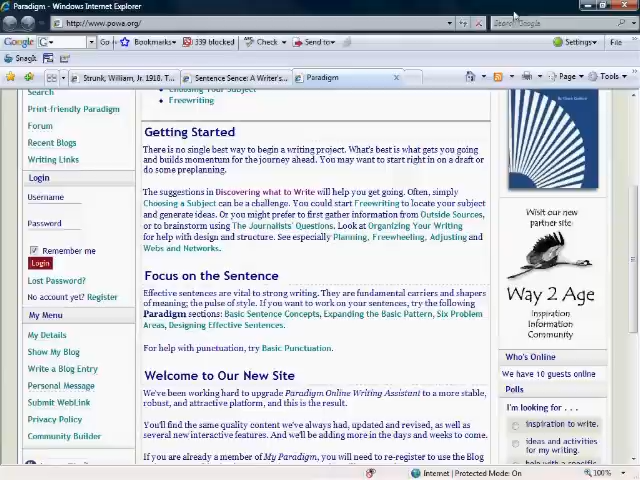 Paradigm - Windows Internet Explorer
http://www.powa.org/
Search Google
Google
Bookmarks
339 blocked
Check
Send to
Settings
File
SnagIt
Strunk, William, Jr. 1918. T...
Sentence Sence: A Writer's...
Paradigm
Page
Tools
Search
Print-friendly Paradigm
Forum
Recent Blogs
Writing Links
Login
Username
Password
Remember me
Login
Lost Password?
No account yet? Register
My Menu
My Details
Show My Blog
Write a Blog Entry
Personal Message
Submit WebLink
Privacy Policy
Community Builder
Choosing Your Subject
Freewriting
Getting Started
There is no single best way to begin a writing project. What's best is what gets you going
and builds momentum for the journey ahead. You may want to start right in on a draft or
do some preplanning.
The suggestions in Discovering what to Write will help you get going. Often, simply
Choosing a Subject can be a challenge. You could start Freewriting to locate your subject
and generate ideas. Or you might prefer to first gather information from Outside Sources,
or to brainstorm using The Journalists' Questions. Look at Organizing Your Writing
for help with design and structure. See especially Planning, Freewheeling, Adjusting and
Webs and Networks.
Focus on the Sentence
Effective sentences are vital to strong writing. They are fundamental carriers and shapers
of meaning; the pulse of style. If you want to work on your sentences, try the following
Paradigm sections: Basic Sentence Concepts, Expanding the Basic Pattern, Six Problem
Areas, Designing Effective Sentences.
For help with punctuation, try Basic Punctuation.
Welcome to Our New Site
We've been working hard to upgrade Paradigm Online Writing Assistant to a more stable,
robust, and attractive platform, and this is the result.
You'll find the same quality content we've always had, updated and revised, as well as
several new interactive features. And we'll be adding more in the days and weeks to come.
If you are already a member of My Paradigm, you will need to re-register to use the Blog
Visit our new
partner site:
Way 2 Age
Inspiration
Information
Community
Who's Online
We have 10 guests online
Polls
I'm looking for . . .
inspiration to write.
ideas and activities
for my writing.
help with a specific
Internet | Protected Mode: On
100%